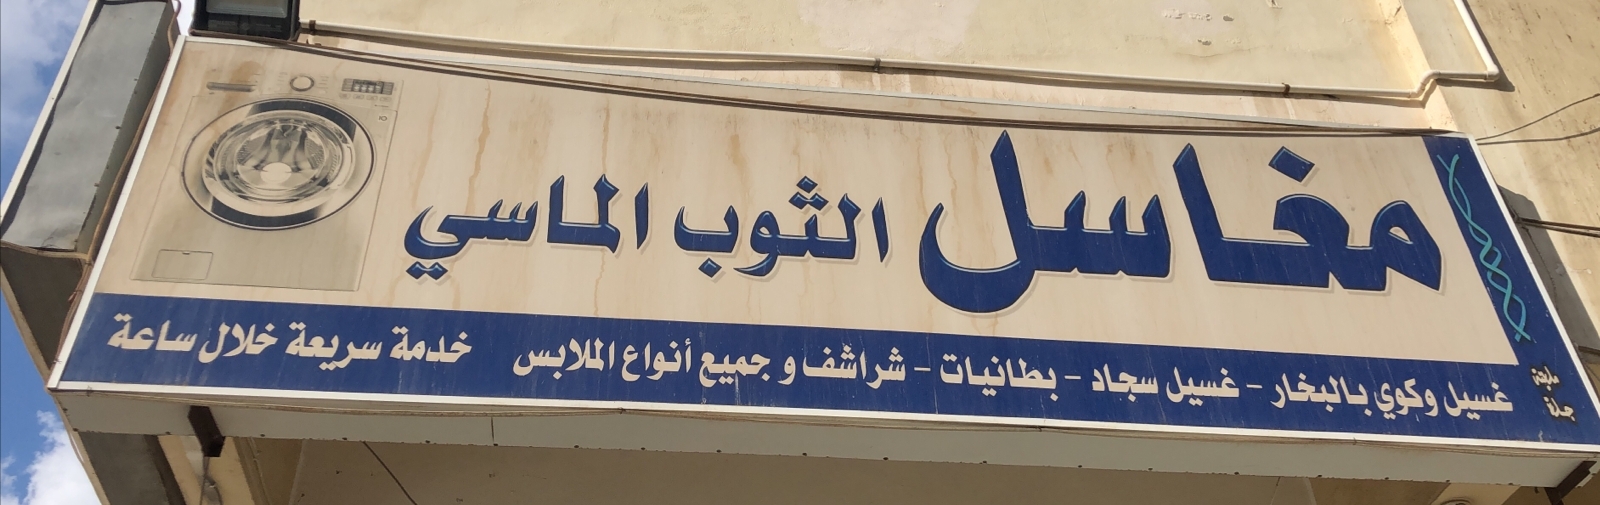 مغاسل الثوب الماسي
غسيل وكوي بالبخار - غسيل سجاد - بطانيات - شراشف و جميع أنواع الملابس خدمة سريعة خلال ساعة